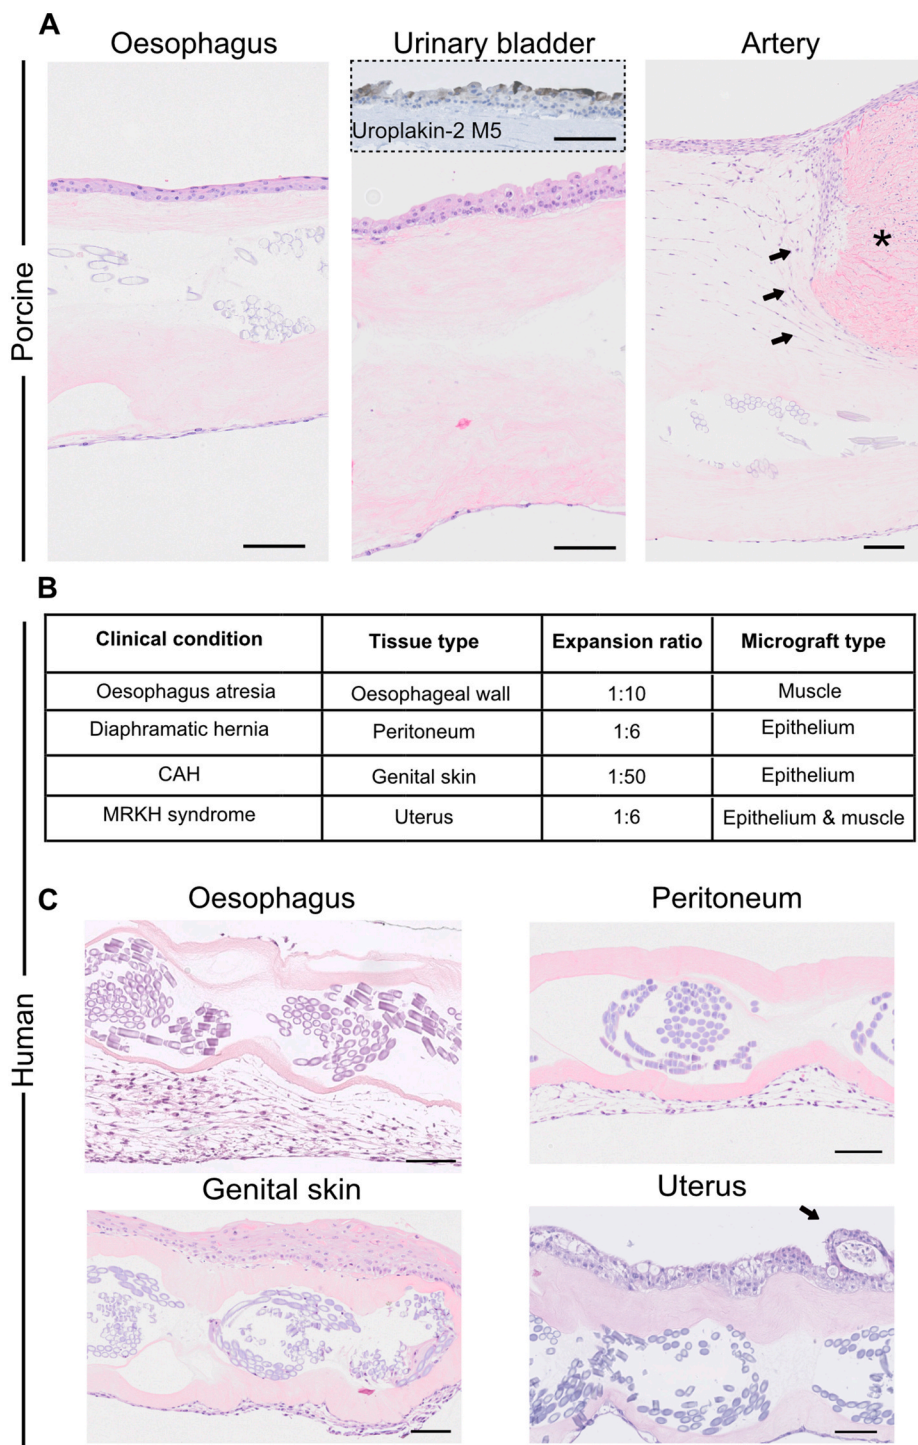 A
Oesophagus
Urinary bladder
Artery
Porcine
Uroplakin-2 M5
*
B
Human
Clinical condition Tissue type Expansion ratio Micrograft type
Oesophagus atresia Oesophageal wall 1:10 Muscle
Diaphramatic hernia Peritoneum 1:6 Epithelium
CAH Genital skin 1:50 Epithelium
MRKH syndrome Uterus 1:6 Epithelium & muscle
C
Oesophagus
Peritoneum
Genital skin
Uterus